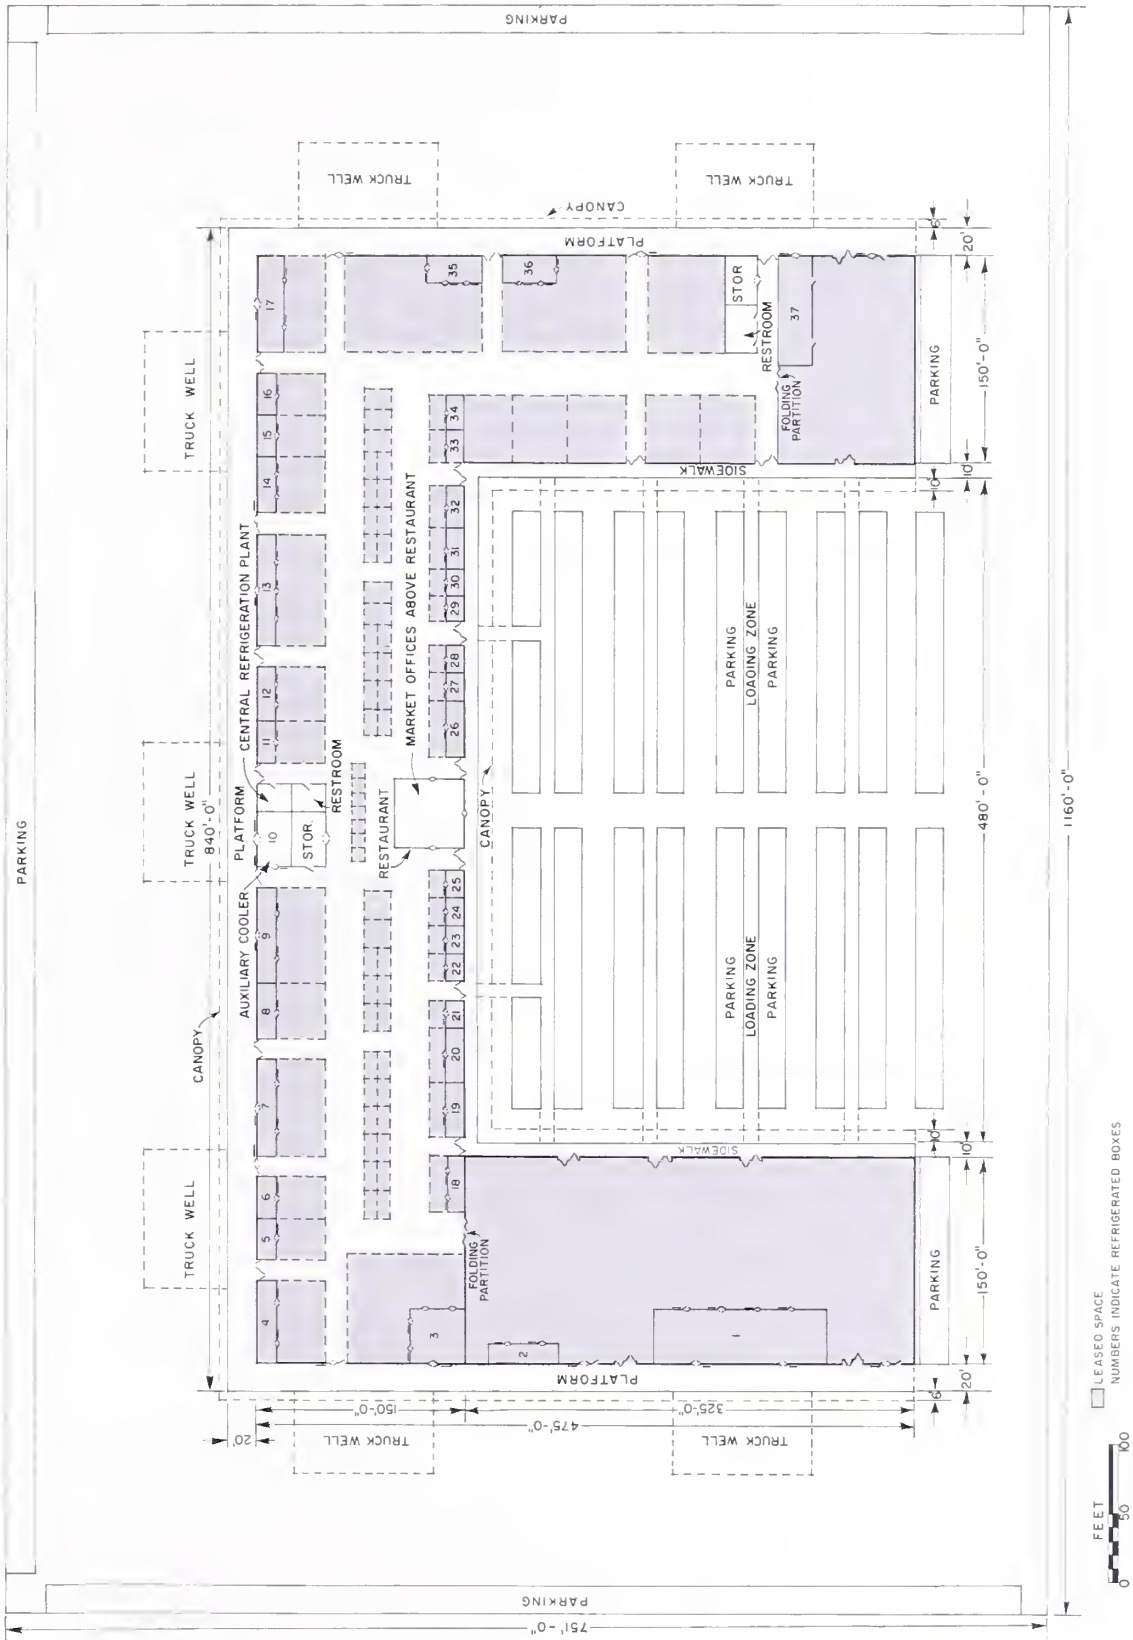 PARKING
PARKING
TRUCK WELL
TRUCK WELL
TRUCK WELL
TRUCK WELL
TRUCK WELL
CANOPY
PLATFORM
35
36
STOR
RESTROOM
37
FOLDING
PARTITION
17
16
15
14
13
12
11
10
STOR.
9
8
7
6
5
4
CENTRAL REFRIGERATION PLANT
RESTROOM
PLATFORM
AUXILIARY COOLER
CANOPY
840'-0"
TRUCK WELL
TRUCK WELL
MARKET OFFICES ABOVE RESTAURANT
RESTAURANT
34
33
32
31
30
29
28
27
26
25
24
23
22
21
20
19
18
CANOPY
SIDEWALK
SIDEWALK
PARKING
LOADING ZONE
PARKING
PARKING
LOADING ZONE
PARKING
PARKING
PARKING
FOLDING
PARTITION
3
2
1
PLATFORM
6'
20'
150'-0"
10'
10'
480'-0"
10'
10'
150'-0"
20'
6'
1160'-0"
20'
150'-0"
325'-0"
475'-0"
751'-0"
PARKING
LEASED SPACE
NUMBERS INDICATE REFRIGERATED BOXES
FEET
0 50 100